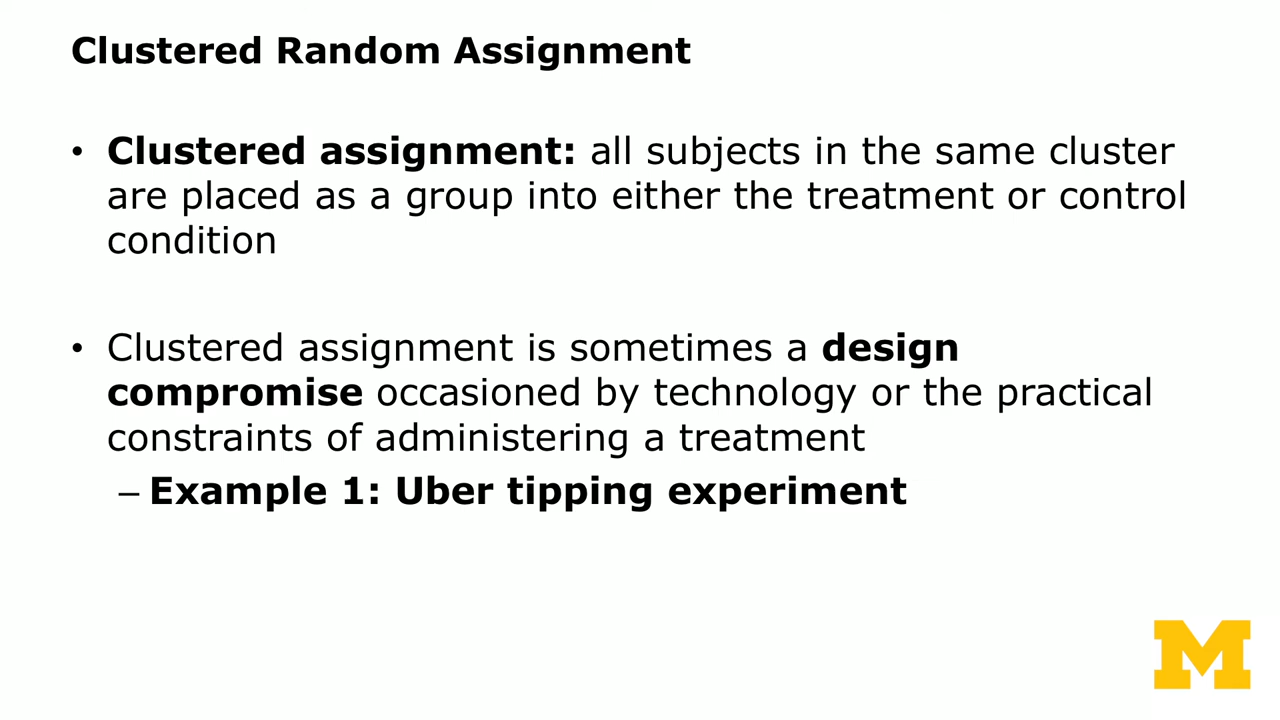 Clustered Random Assignment
• Clustered assignment: all subjects in the same cluster
are placed as a group into either the treatment or control
condition
• Clustered assignment is sometimes a design
compromise occasioned by technology or the practical
constraints of administering a treatment
– Example 1: Uber tipping experiment
M